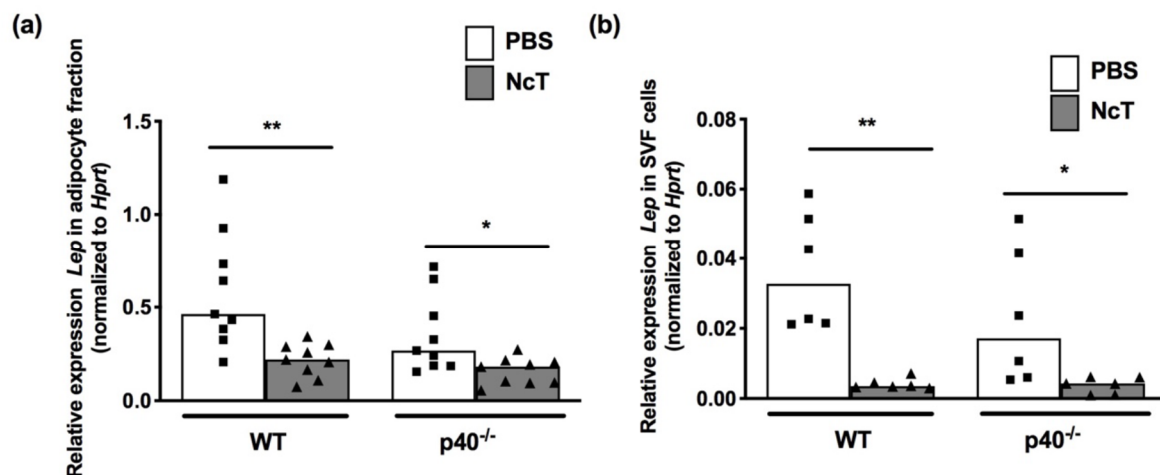 (a)
PBS
NcT
Relative expression Lep in adipocyte fraction
(normalized to Hprt)
1.5
1.0
0.5
0.0
**
*
WT
p40-/-
(b)
PBS
NcT
Relative expression Lep in SVF cells
(normalized to Hprt)
0.08
0.06
0.04
0.02
0.00
**
*
WT
p40-/-